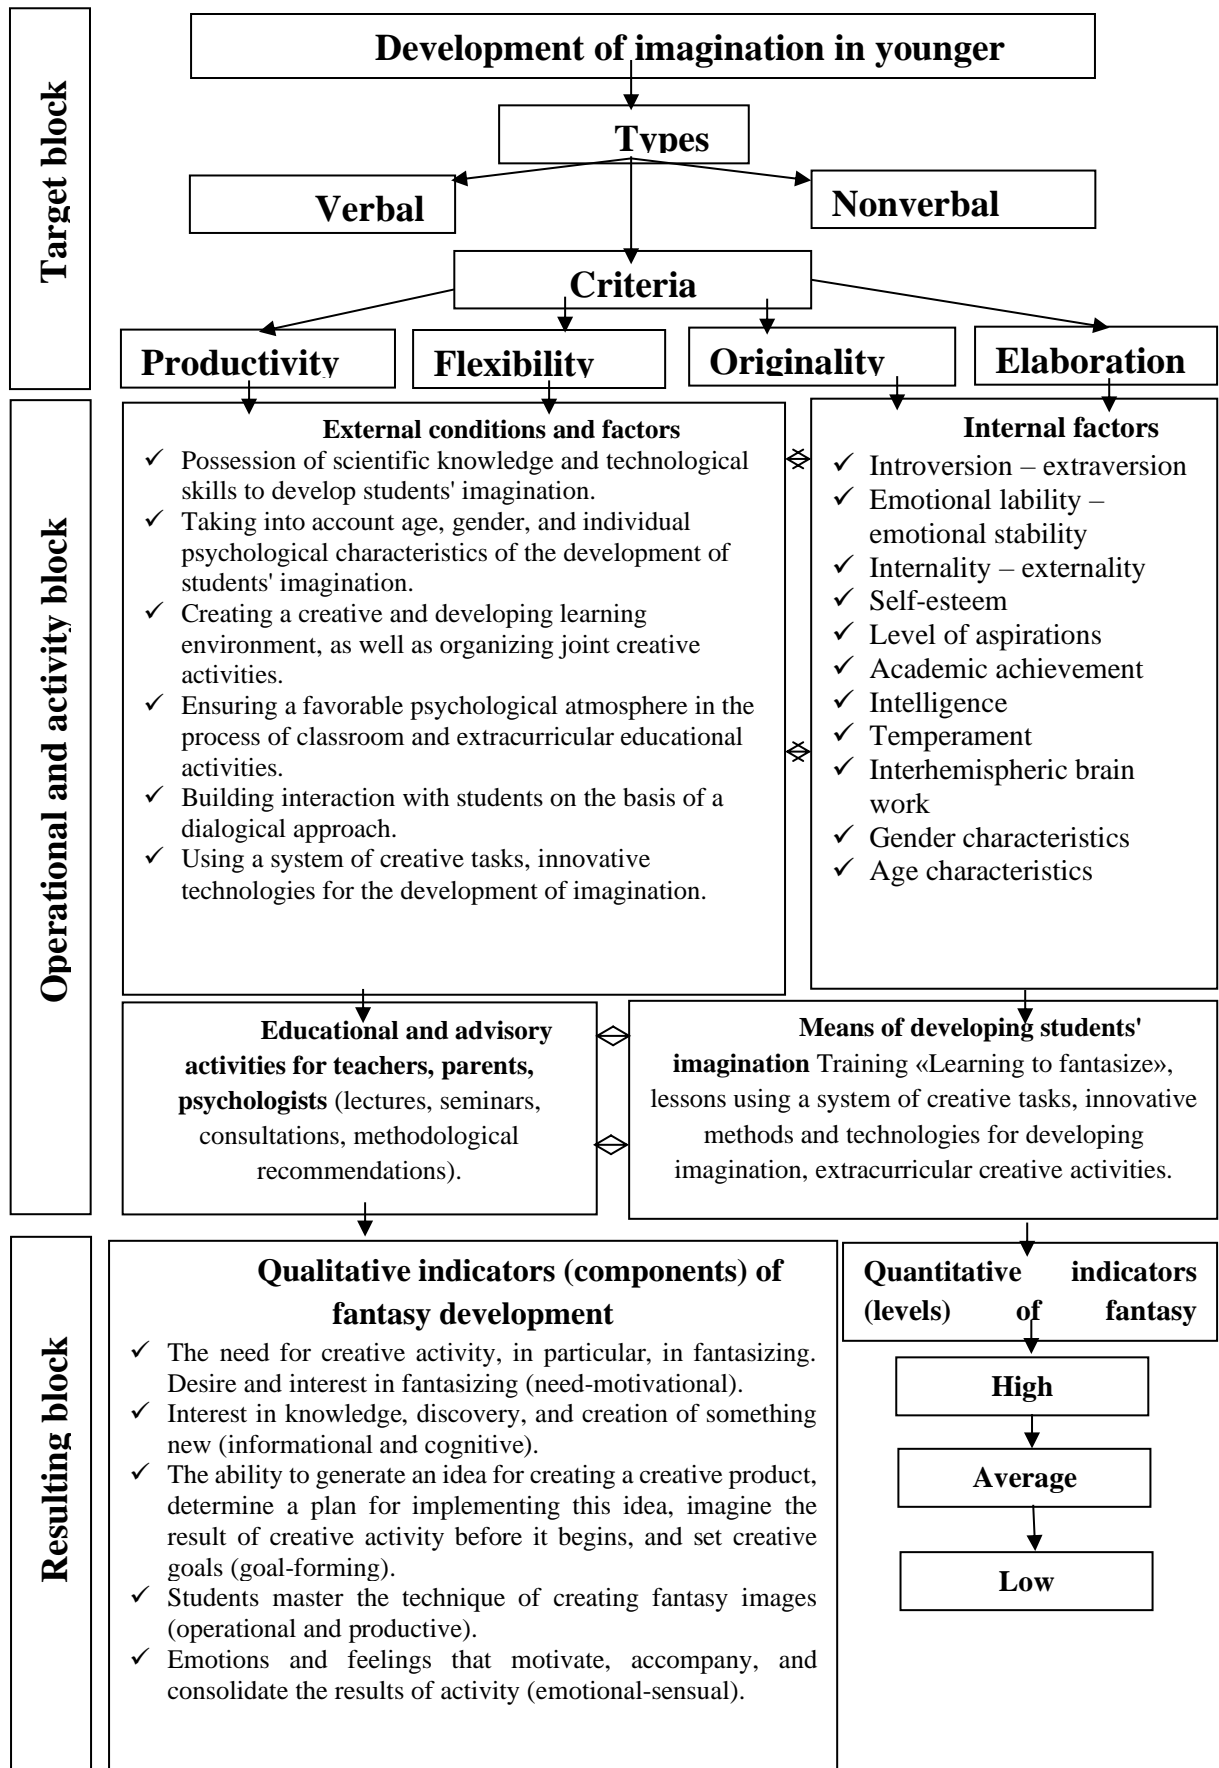 Target block
Development of imagination in younger
Types
Verbal
Nonverbal
Criteria
Productivity
Flexibility
Originality
Elaboration
Operational and activity block
External conditions and factors
✓ Possession of scientific knowledge and technological
skills to develop students' imagination.
✓ Taking into account age, gender, and individual
psychological characteristics of the development of
students' imagination.
✓ Creating a creative and developing learning
environment, as well as organizing joint creative
activities.
✓ Ensuring a favorable psychological atmosphere in the
process of classroom and extracurricular educational
activities.
✓ Building interaction with students on the basis of a
dialogical approach.
✓ Using a system of creative tasks, innovative
technologies for the development of imagination.
Internal factors
✓ Introversion – extraversion
✓ Emotional lability –
emotional stability
✓ Internality – externality
✓ Self-esteem
✓ Level of aspirations
✓ Academic achievement
✓ Intelligence
✓ Temperament
✓ Interhemispheric brain
work
✓ Gender characteristics
✓ Age characteristics
Educational and advisory
activities for teachers, parents,
psychologists (lectures, seminars,
consultations, methodological
recommendations).
Means of developing students'
imagination Training «Learning to fantasize»,
lessons using a system of creative tasks, innovative
methods and technologies for developing
imagination, extracurricular creative activities.
Resulting block
Qualitative indicators (components) of
fantasy development
✓ The need for creative activity, in particular, in fantasizing.
Desire and interest in fantasizing (need-motivational).
✓ Interest in knowledge, discovery, and creation of something
new (informational and cognitive).
✓ The ability to generate an idea for creating a creative product,
determine a plan for implementing this idea, imagine the
result of creative activity before it begins, and set creative
goals (goal-forming).
✓ Students master the technique of creating fantasy images
(operational and productive).
✓ Emotions and feelings that motivate, accompany, and
consolidate the results of activity (emotional-sensual).
Quantitative indicators
(levels) of fantasy
High
Average
Low